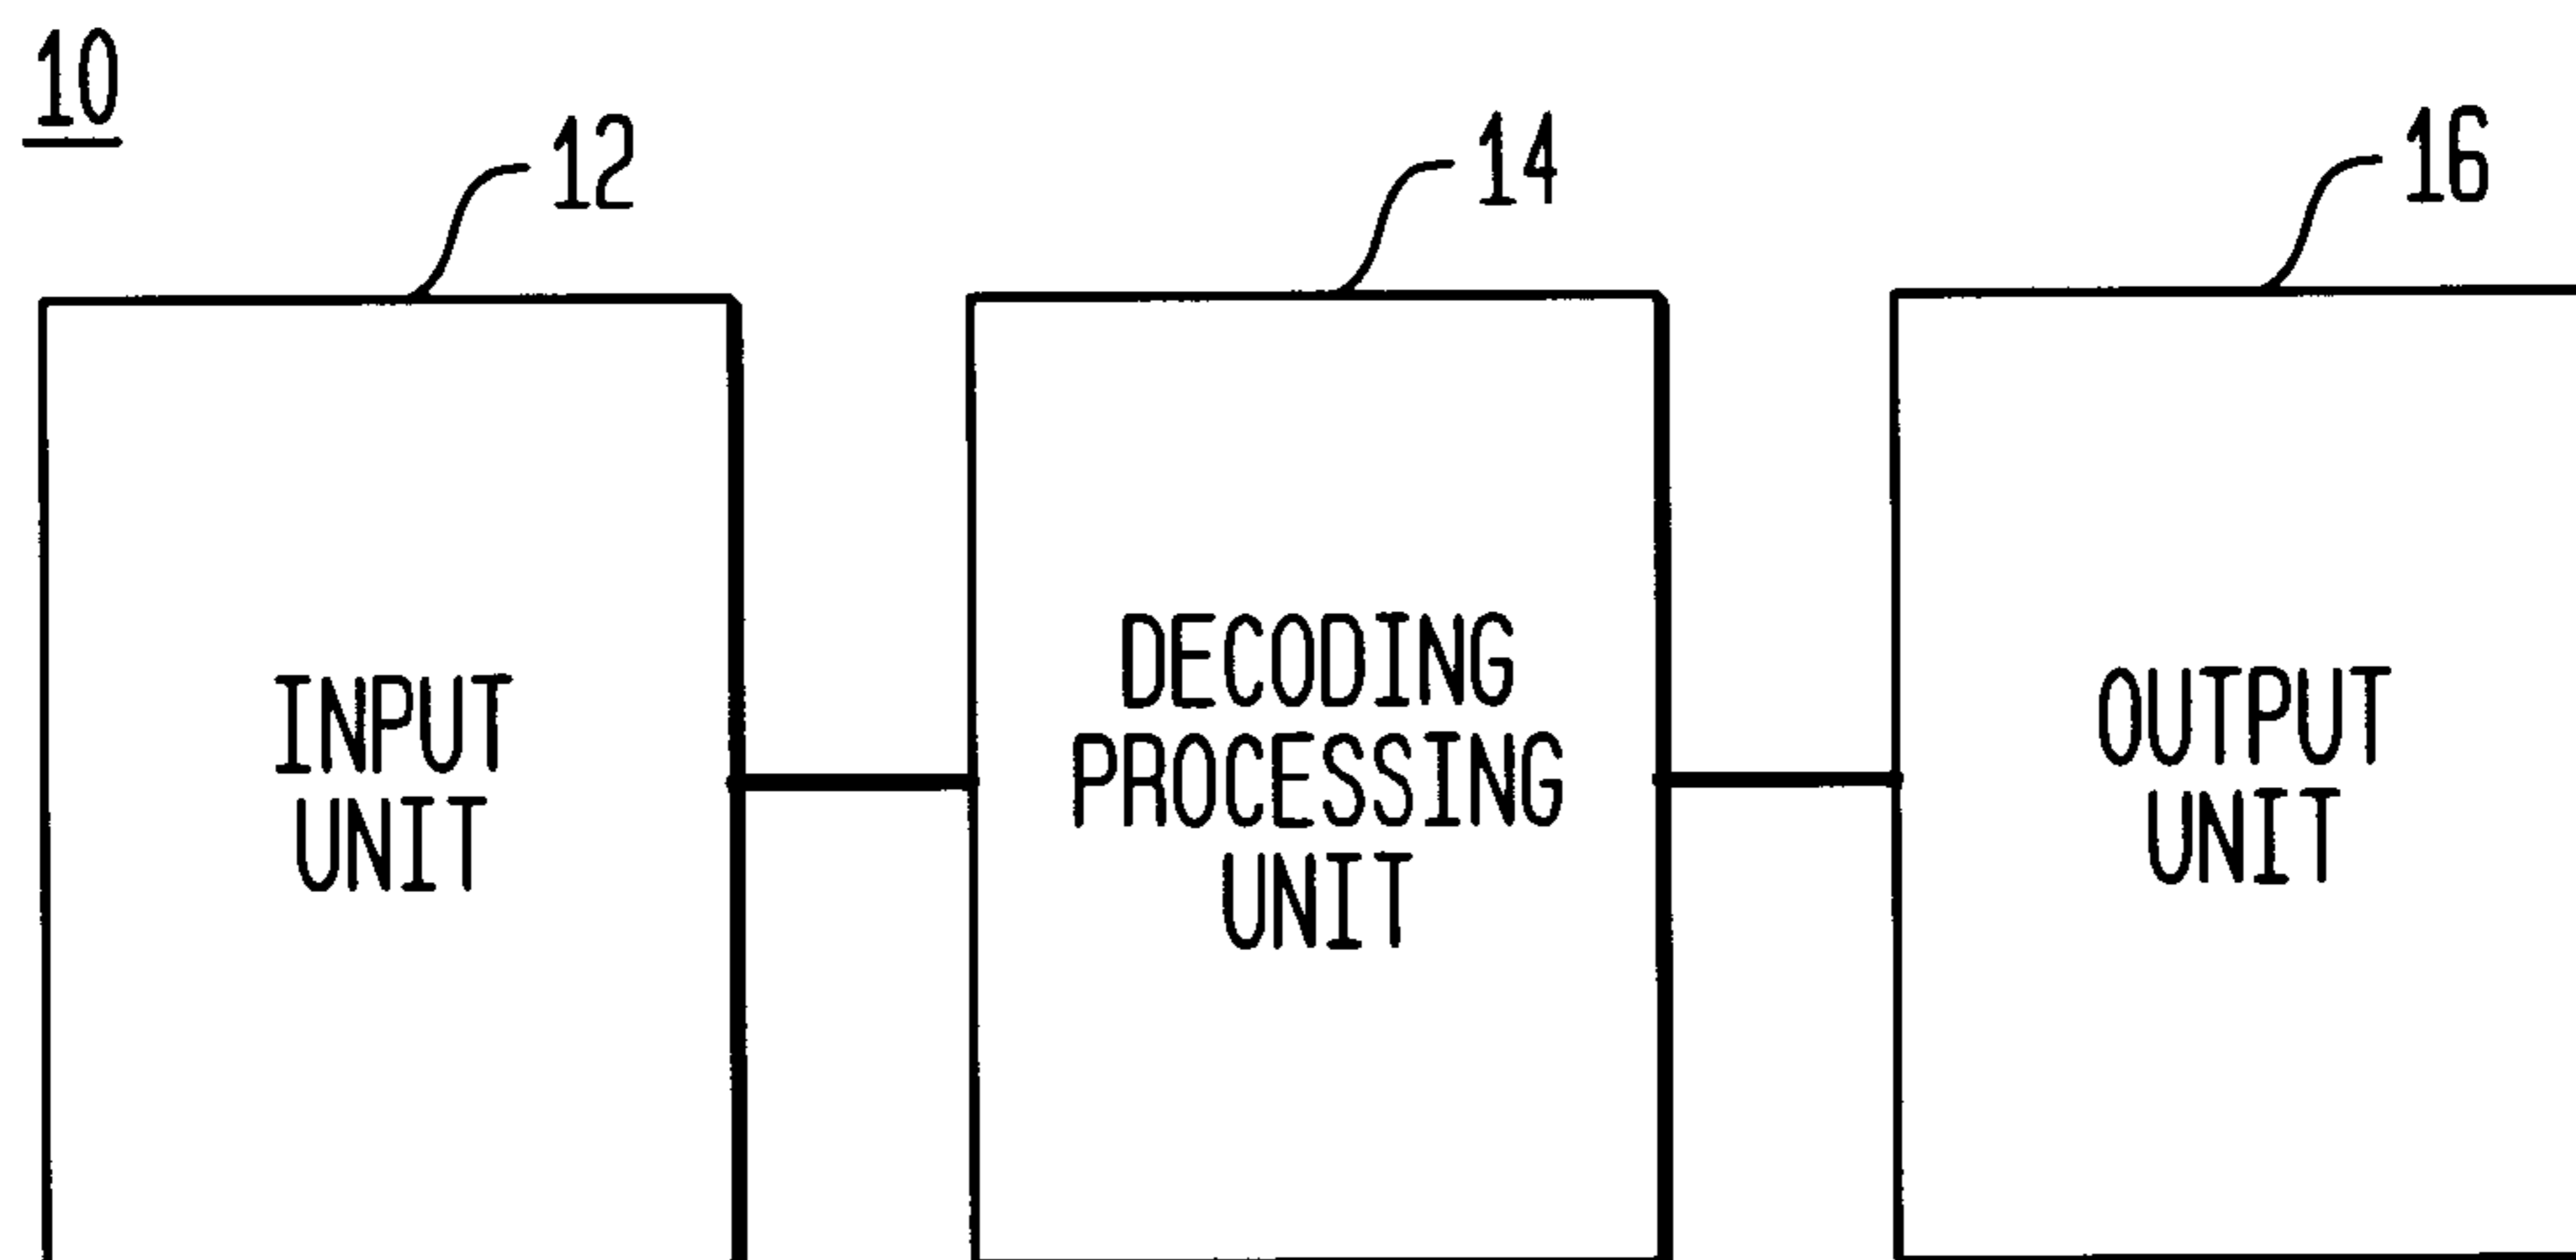 10
12
14
16
INPUT
UNIT
DECODING
PROCESSING
UNIT
OUTPUT
UNIT